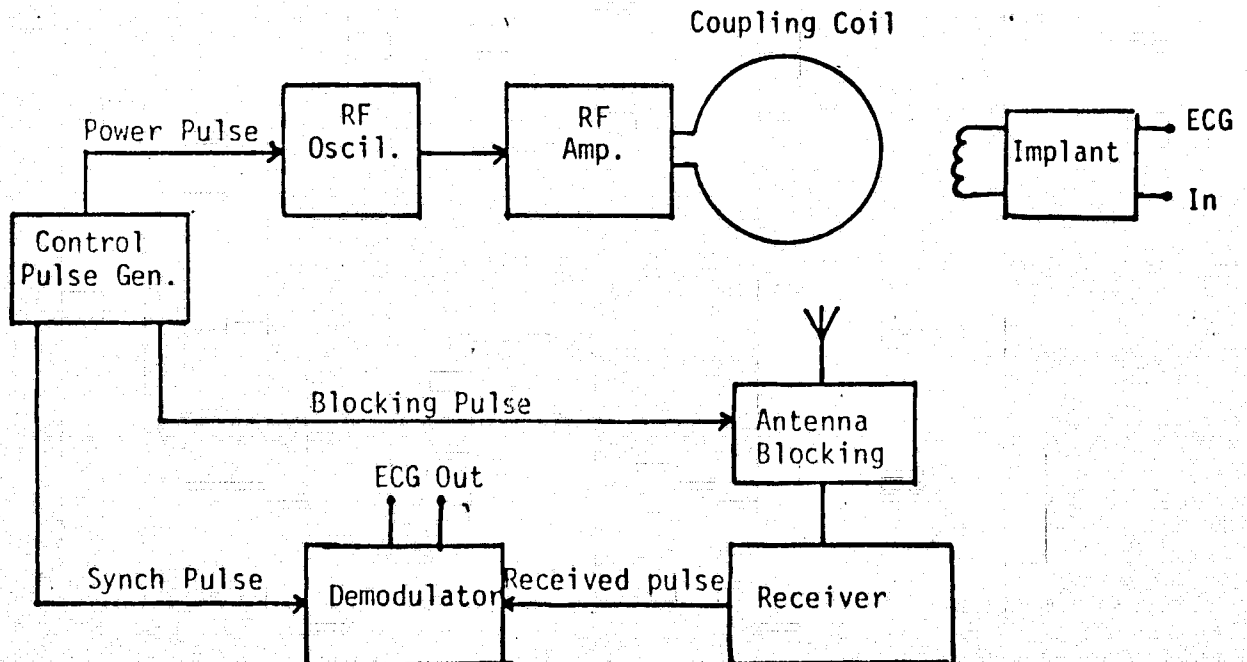 Coupling Coil
RF
Oscil.
RF
Amp.
Power Pulse
Implant
ECG
In
Control
Pulse Gen.
Blocking Pulse
Antenna
Blocking
ECG Out
Synch Pulse
Demodulator
Received pulse
Receiver